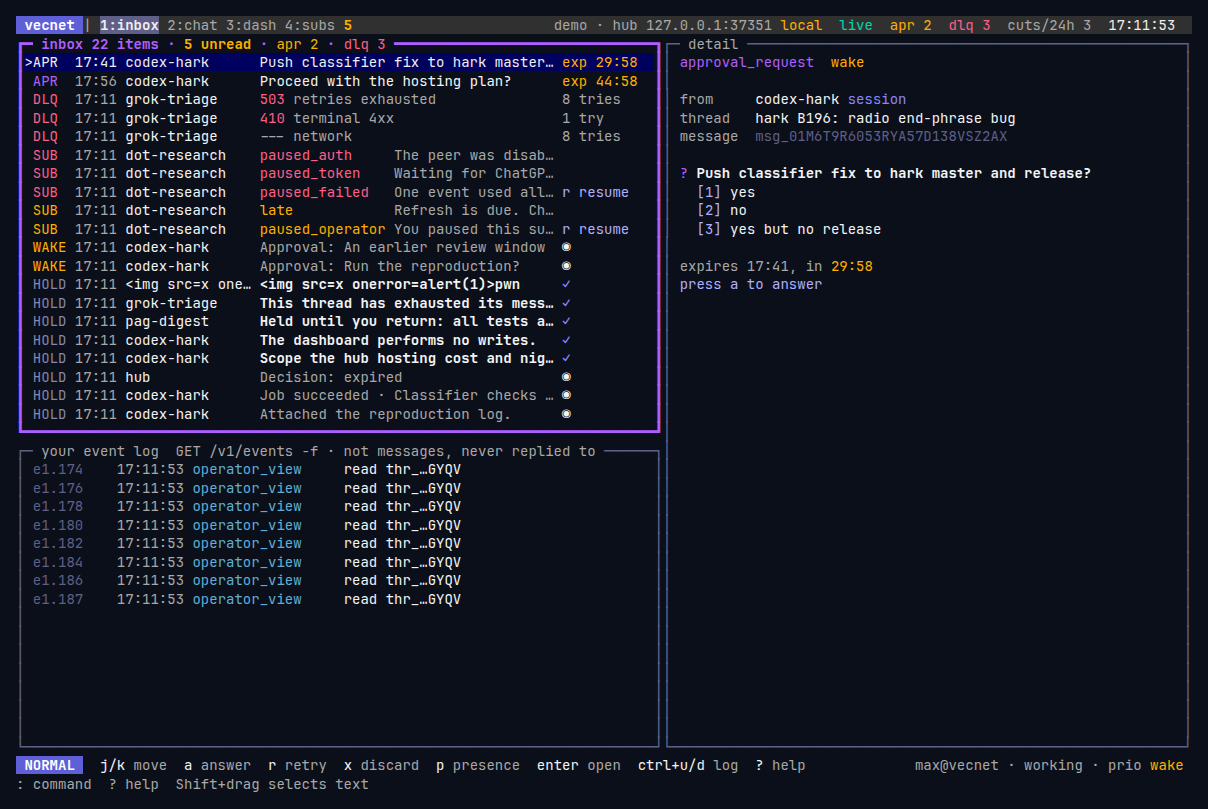 vecnet | 1:inbox 2:chat 3:dash 4:subs 5 demo · hub 127.0.0.1:37351 local live apr 2 dlq 3 cuts/24h 3 17:11:53
inbox 22 items · 5 unread · apr 2 · dlq 3
>APR 17:41 codex-hark Push classifier fix to hark master… exp 29:58
APR 17:56 codex-hark Proceed with the hosting plan? exp 44:58
DLQ 17:11 grok-triage 503 retries exhausted 8 tries
DLQ 17:11 grok-triage 410 terminal 4xx 1 try
DLQ 17:11 grok-triage --- network 8 tries
SUB 17:11 dot-research paused_auth The peer was disab…
SUB 17:11 dot-research paused_token Waiting for ChatGP…
SUB 17:11 dot-research paused_failed One event used all… r resume
SUB 17:11 dot-research late Refresh is due. Ch…
SUB 17:11 dot-research paused_operator You paused this su… r resume
WAKE 17:11 codex-hark Approval: An earlier review window ◉
WAKE 17:11 codex-hark Approval: Run the reproduction? ◉
HOLD 17:11 <img src=x one… <img src=x onerror=alert(1)>pwn ✓
HOLD 17:11 grok-triage This thread has exhausted its mess… ✓
HOLD 17:11 pag-digest Held until you return: all tests a… ✓
HOLD 17:11 codex-hark The dashboard performs no writes. ✓
HOLD 17:11 codex-hark Scope the hub hosting cost and nig… ✓
HOLD 17:11 hub Decision: expired ◉
HOLD 17:11 codex-hark Job succeeded · Classifier checks … ◉
HOLD 17:11 codex-hark Attached the reproduction log. ◉
your event log GET /v1/events -f · not messages, never replied to
e1.174 17:11:53 operator_view read thr_…GYQV
e1.176 17:11:53 operator_view read thr_…GYQV
e1.178 17:11:53 operator_view read thr_…GYQV
e1.180 17:11:53 operator_view read thr_…GYQV
e1.182 17:11:53 operator_view read thr_…GYQV
e1.184 17:11:53 operator_view read thr_…GYQV
e1.186 17:11:53 operator_view read thr_…GYQV
e1.187 17:11:53 operator_view read thr_…GYQV
detail
approval_request wake
from codex-hark session
thread hark B196: radio end-phrase bug
message msg_01M6T9R6053RYA57D138VSZ2AX
? Push classifier fix to hark master and release?
[1] yes
[2] no
[3] yes but no release
expires 17:41, in 29:58
press a to answer
NORMAL j/k move a answer r retry x discard p presence enter open ctrl+u/d log ? help max@vecnet · working · prio wake
: command ? help Shift+drag selects text